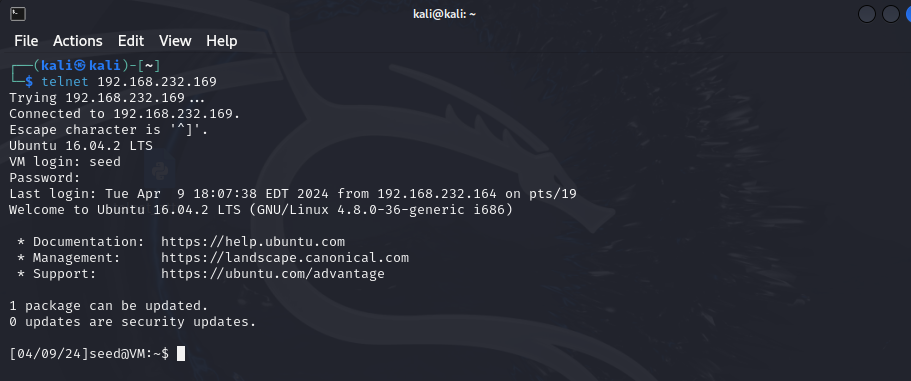 kali@kali: ~
File Actions Edit View Help
┌──(kali㉿kali)-[~]
└─$ telnet 192.168.232.169
Trying 192.168.232.169...
Connected to 192.168.232.169.
Escape character is '^]'.
Ubuntu 16.04.2 LTS
VM login: seed
Password:
Last login: Tue Apr  9 18:07:38 EDT 2024 from 192.168.232.164 on pts/19
Welcome to Ubuntu 16.04.2 LTS (GNU/Linux 4.8.0-36-generic i686)
 * Documentation:  https://help.ubuntu.com
 * Management:     https://landscape.canonical.com
 * Support:        https://ubuntu.com/advantage
1 package can be updated.
0 updates are security updates.
[04/09/24]seed@VM:~$